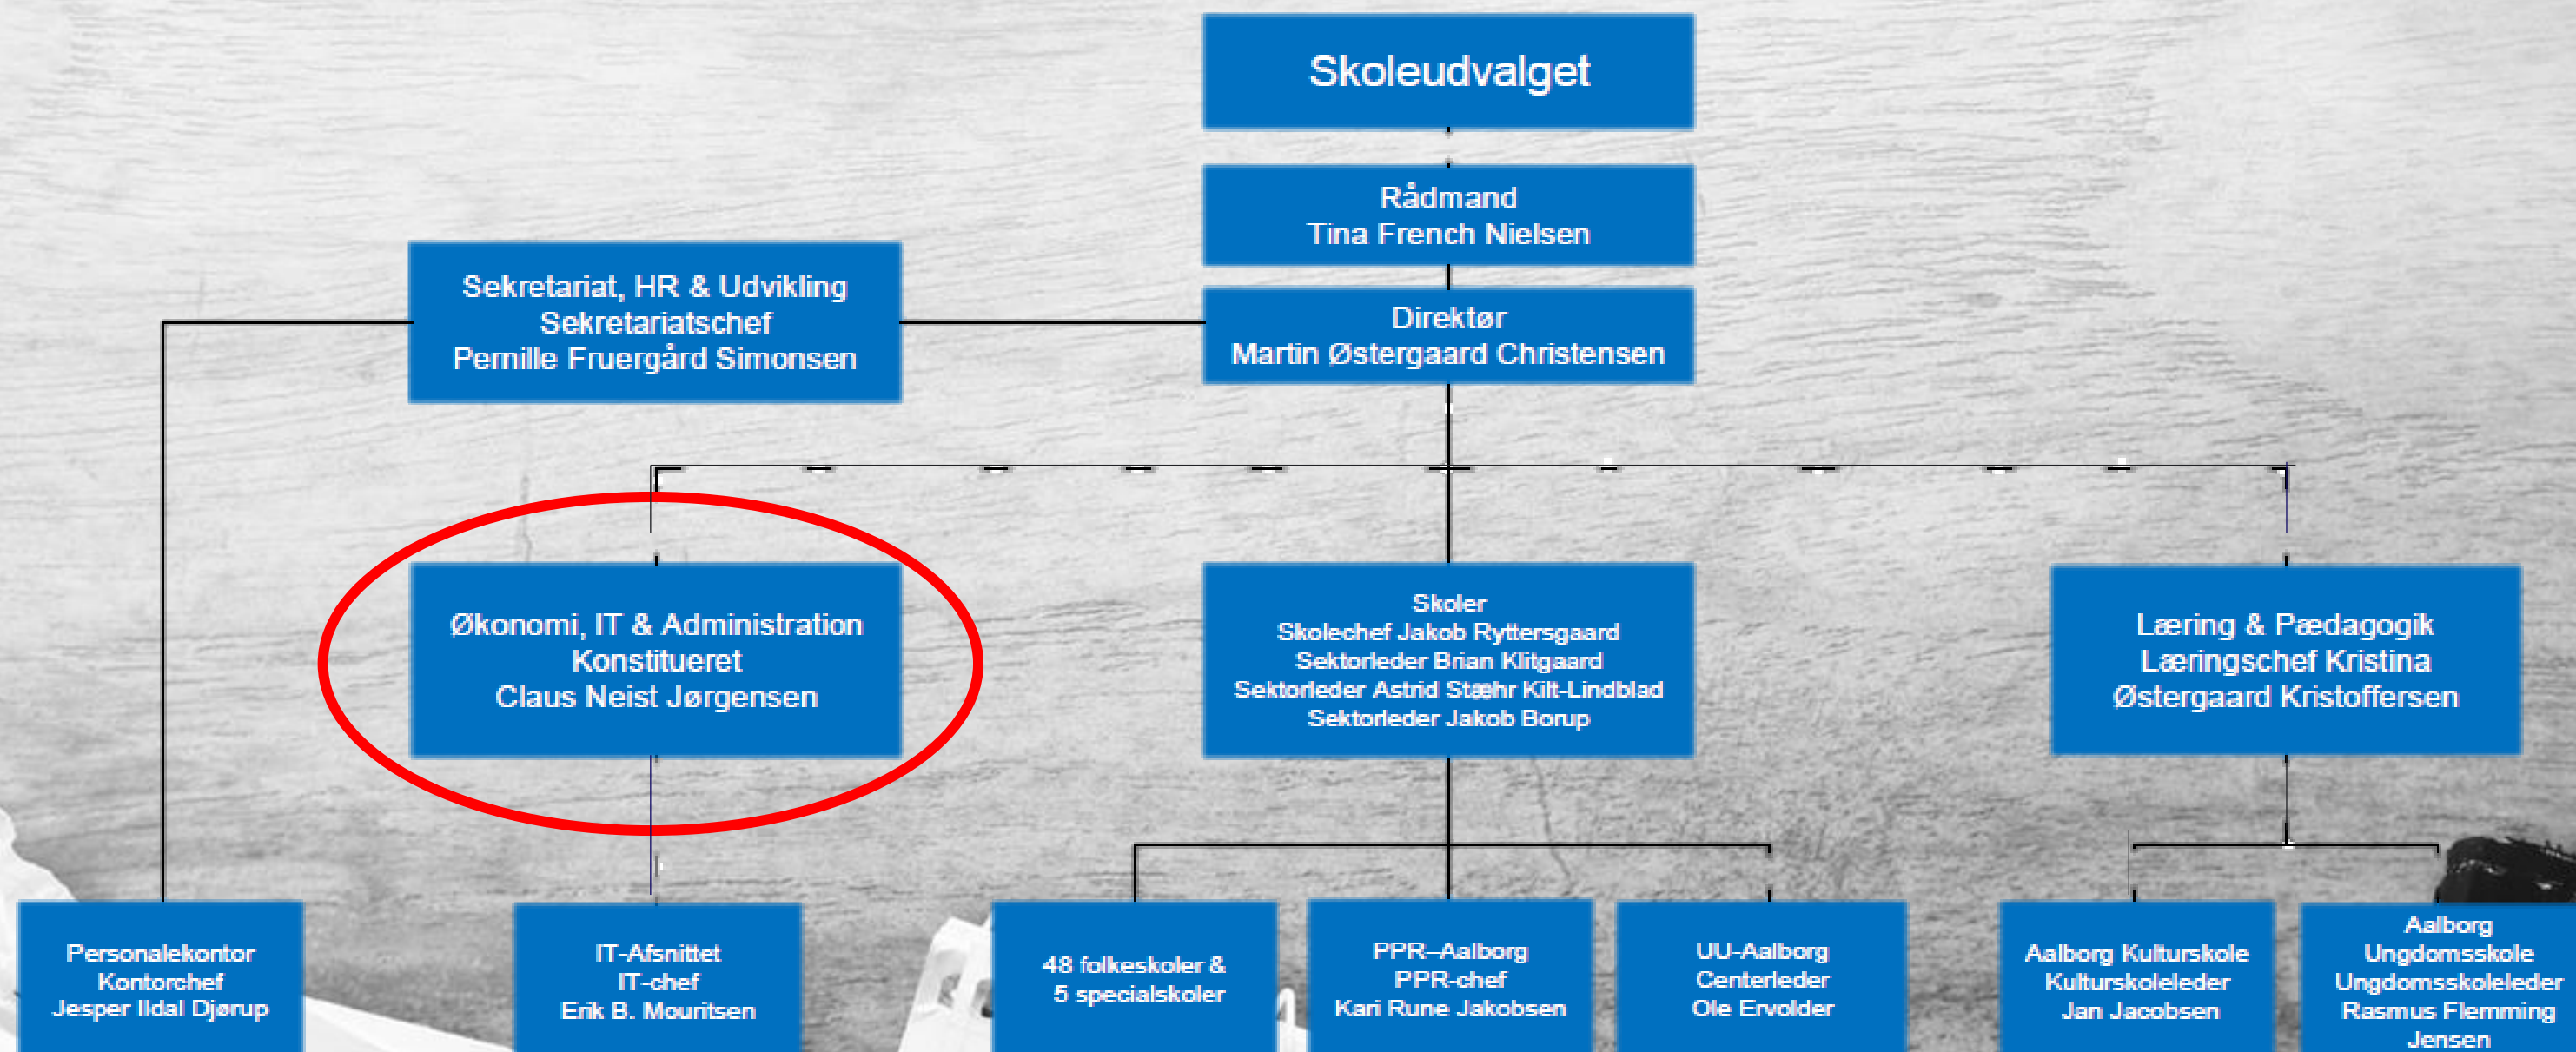 Skoleudvalget
Rådmand
Tina French Nielsen
Sekretariat, HR & Udvikling
Sekretariatschef
Pernille Fruergård Simonsen
Direktør
Martin Østergaard Christensen
Økonomi, IT & Administration
Konstitueret
Claus Neist Jørgensen
Skoler
Skolechef Jakob Ryttersgaard
Sektorleder Brian Klitgaard
Sektorleder Astrid Stæhr Kilt-Lindblad
Sektorleder Jakob Borup
Læring & Pædagogik
Læringschef Kristina
Østergaard Kristoffersen
Personalekontor
Kontorchef
Jesper Ildal Djørup
IT-Afsnittet
IT-chef
Erik B. Mouritsen
48 folkeskoler &
5 specialskoler
PPR–Aalborg
PPR-chef
Kari Rune Jakobsen
UU-Aalborg
Centerleder
Ole Ervolder
Aalborg Kulturskole
Kulturskoleleder
Jan Jacobsen
Aalborg
Ungdomsskole
Ungdomsskoleleder
Rasmus Flemming
Jensen